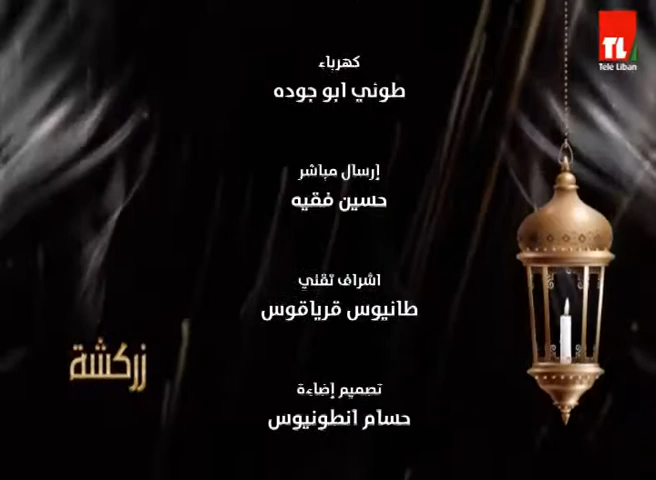 كهرباء
طوني ابو جوده
إرسال مباشر
حسين فقيه
اشراف تقني
طانيوس قرياقوس
تصميم إضاءة
حسام انطونيوس
زركشة
TL
Télé Liban